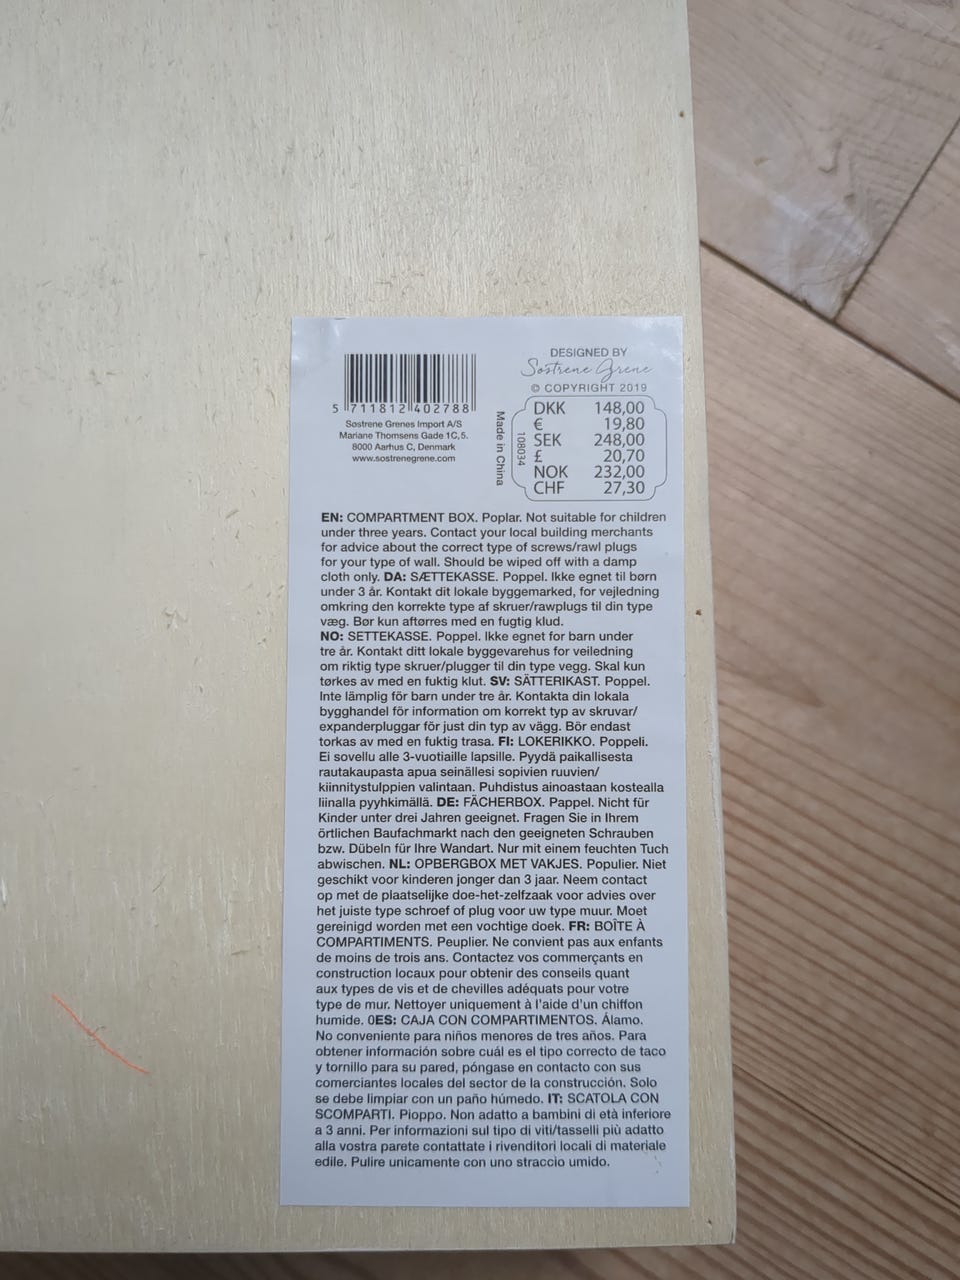 5 711812 402788
Søstrene Grenes Import A/S
Mariane Thomsens Gade 1C, 5.
8000 Aarhus C, Denmark
www.sostrenegrene.com
Made in China
DESIGNED BY
Søstrene Grene
© COPYRIGHT 2019
108034
DKK 148,00
€ 19,80
SEK 248,00
£ 20,70
NOK 232,00
CHF 27,30
EN: COMPARTMENT BOX. Poplar. Not suitable for children
under three years. Contact your local building merchants
for advice about the correct type of screws/rawl plugs
for your type of wall. Should be wiped off with a damp
cloth only. DA: SÆTTEKASSE. Poppel. Ikke egnet til børn
under 3 år. Kontakt dit lokale byggemarked, for vejledning
omkring den korrekte type af skruer/rawplugs til din type
væg. Bør kun aftørres med en fugtig klud.
NO: SETTEKASSE. Poppel. Ikke egnet for barn under
tre år. Kontakt ditt lokale byggevarehus for veiledning
om riktig type skruer/plugger til din type vegg. Skal kun
tørkes av med en fuktig klut. SV: SÄTTERIKAST. Poppel.
Inte lämplig för barn under tre år. Kontakta din lokala
bygghandel för information om korrekt typ av skruvar/
expanderpluggar för just din typ av vägg. Bör endast
torkas av med en fuktig trasa. FI: LOKERIKKO. Poppeli.
Ei sovellu alle 3-vuotiaille lapsille. Pyydä paikallisesta
rautakaupasta apua seinällesi sopivien ruuvien/
kiinnitystulppien valintaan. Puhdistus ainoastaan kostealla
liinalla pyyhkimällä. DE: FÄCHERBOX. Pappel. Nicht für
Kinder unter drei Jahren geeignet. Fragen Sie in Ihrem
örtlichen Baufachmarkt nach den geeigneten Schrauben
bzw. Dübeln für Ihre Wandart. Nur mit einem feuchten Tuch
abwischen. NL: OPBERGBOX MET VAKJES. Populier. Niet
geschikt voor kinderen jonger dan 3 jaar. Neem contact
op met de plaatselijke doe-het-zelfzaak voor advies over
het juiste type schroef of plug voor uw type muur. Moet
gereinigd worden met een vochtige doek. FR: BOÎTE À
COMPARTIMENTS. Peuplier. Ne convient pas aux enfants
de moins de trois ans. Contactez vos commerçants en
construction locaux pour obtenir des conseils quant
aux types de vis et de chevilles adéquats pour votre
type de mur. Nettoyer uniquement à l'aide d'un chiffon
humide. 0ES: CAJA CON COMPARTIMENTOS. Álamo.
No conveniente para niños menores de tres años. Para
obtener información sobre cuál es el tipo correcto de taco
y tornillo para su pared, póngase en contacto con sus
comerciantes locales del sector de la construcción. Solo
se debe limpiar con un paño húmedo. IT: SCATOLA CON
SCOMPARTI. Pioppo. Non adatto a bambini di età inferiore
a 3 anni. Per informazioni sul tipo di viti/tasselli più adatto
alla vostra parete contattate i rivenditori locali di materiale
edile. Pulire unicamente con uno straccio umido.